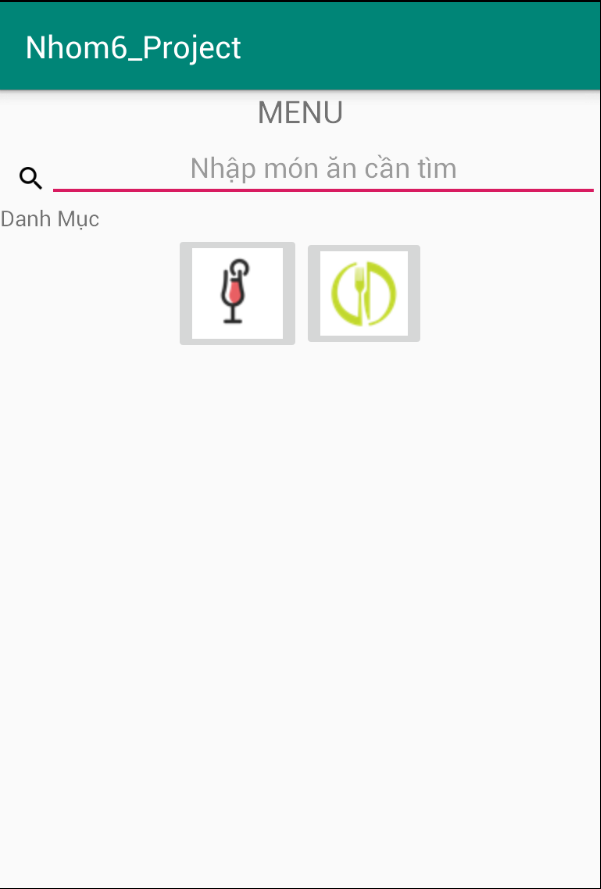 Nhom6_Project
MENU
Nhập món ăn cần tìm
Danh Mục